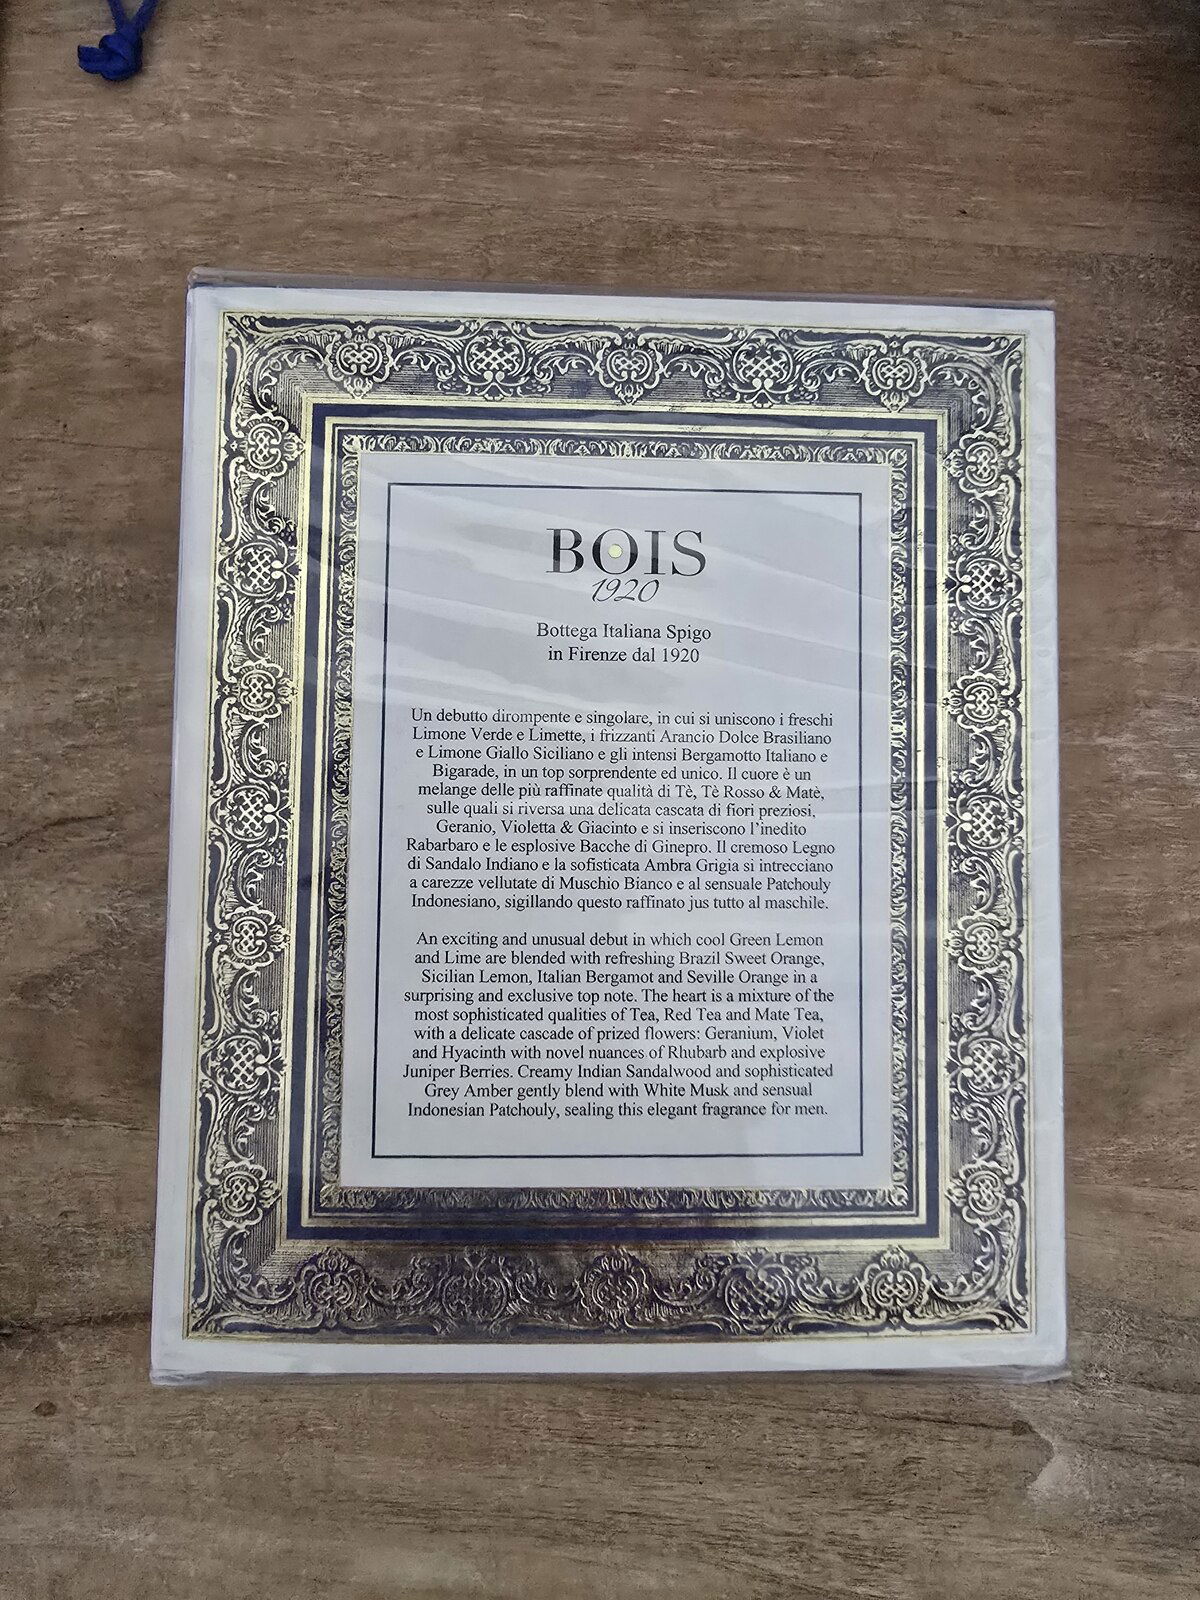 BOIS
1920
Bottega Italiana Spigo
in Firenze dal 1920
Un debutto dirompente e singolare, in cui si uniscono i freschi
Limone Verde e Limette, i frizzanti Arancio Dolce Brasiliano
e Limone Giallo Siciliano e gli intensi Bergamotto Italiano e
Bigarade, in un top sorprendente ed unico. Il cuore è un
melange delle più raffinate qualità di Tè, Tè Rosso & Matè,
sulle quali si riversa una delicata cascata di fiori preziosi,
Geranio, Violetta & Giacinto e si inseriscono l'inedito
Rabarbaro e le esplosive Bacche di Ginepro. Il cremoso Legno
di Sandalo Indiano e la sofisticata Ambra Grigia si intrecciano
a carezze vellutate di Muschio Bianco e al sensuale Patchouly
Indonesiano, sigillando questo raffinato jus tutto al maschile.
An exciting and unusual debut in which cool Green Lemon
and Lime are blended with refreshing Brazil Sweet Orange,
Sicilian Lemon, Italian Bergamot and Seville Orange in a
surprising and exclusive top note. The heart is a mixture of the
most sophisticated qualities of Tea, Red Tea and Mate Tea,
with a delicate cascade of prized flowers: Geranium, Violet
and Hyacinth with novel nuances of Rhubarb and explosive
Juniper Berries. Creamy Indian Sandalwood and sophisticated
Grey Amber gently blend with White Musk and sensual
Indonesian Patchouly, sealing this elegant fragrance for men.